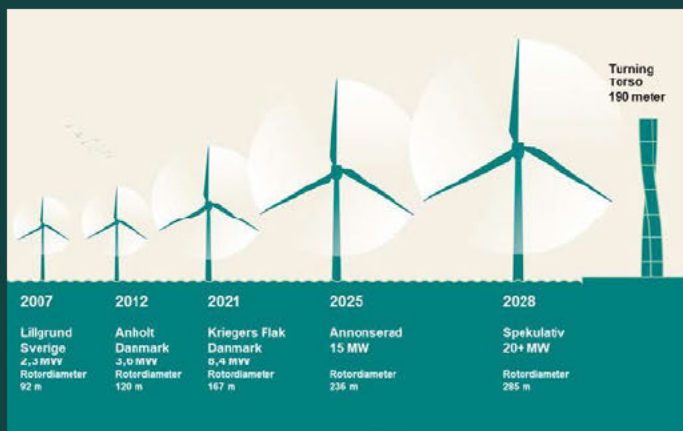 Turning
Torso
190 meter
2007
Lillgrund
Sverige
2,3 MW
Rotordiameter
92 m
2012
Anholt
Danmark
3,6 MW
Rotordiameter
120 m
2021
Kriegers Flak
Danmark
8,4 MW
Rotordiameter
167 m
2025
Annonserad
15 MW
Rotordiameter
236 m
2028
Spekulativ
20+ MW
Rotordiameter
285 m